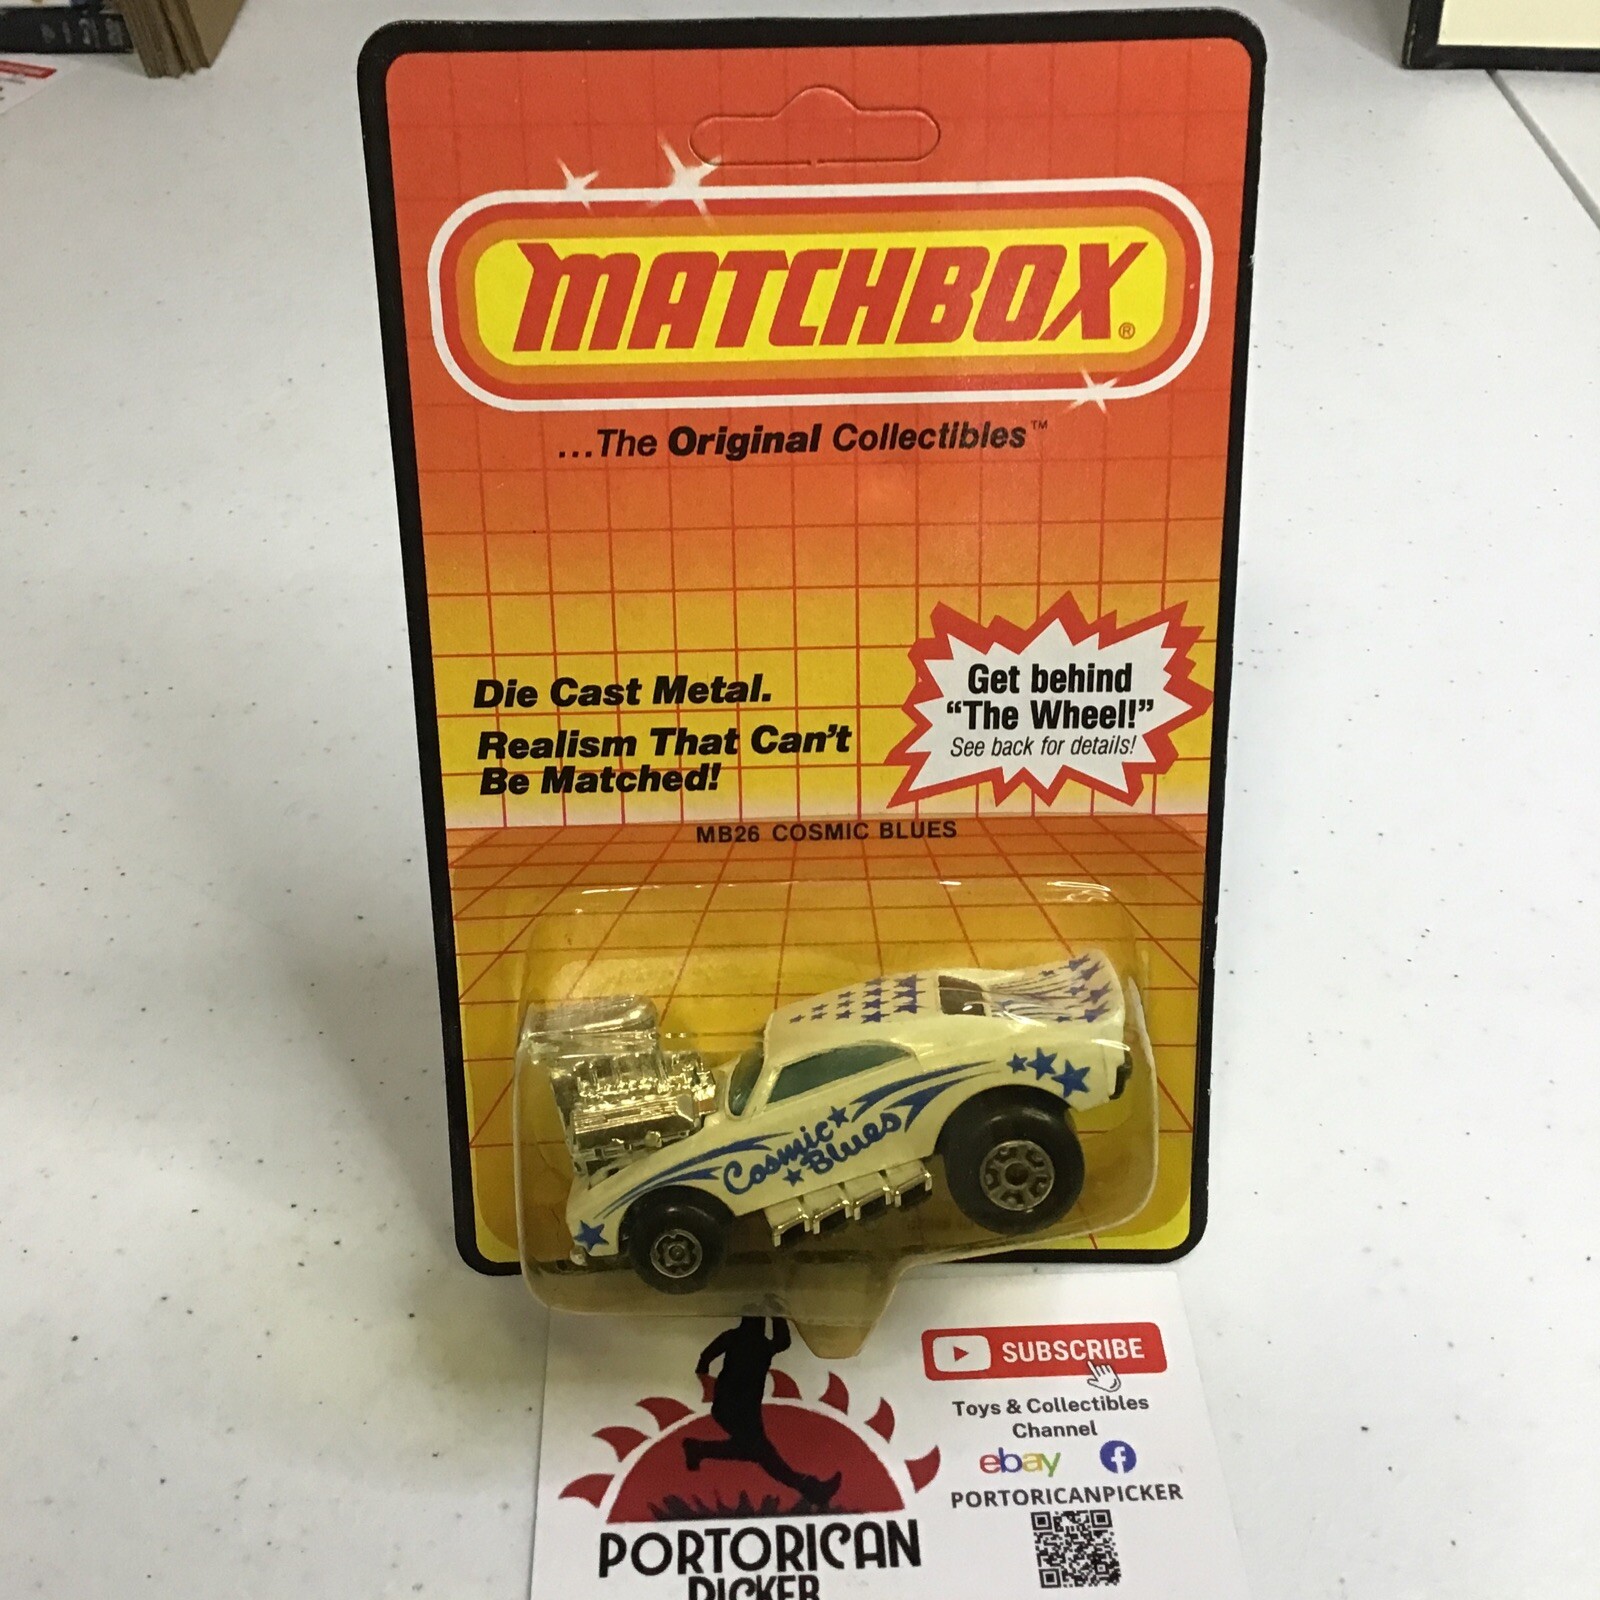 MATCHBOX®
...The Original Collectibles™
Die Cast Metal.
Realism That Can't
Be Matched!
Get behind
“The Wheel!”
See back for details!
MB26 COSMIC BLUES
Cosmic
Blues
SUBSCRIBE
Toys & Collectibles
Channel
ebay
PORTORICANPICKER
PORTORICAN
PICKER